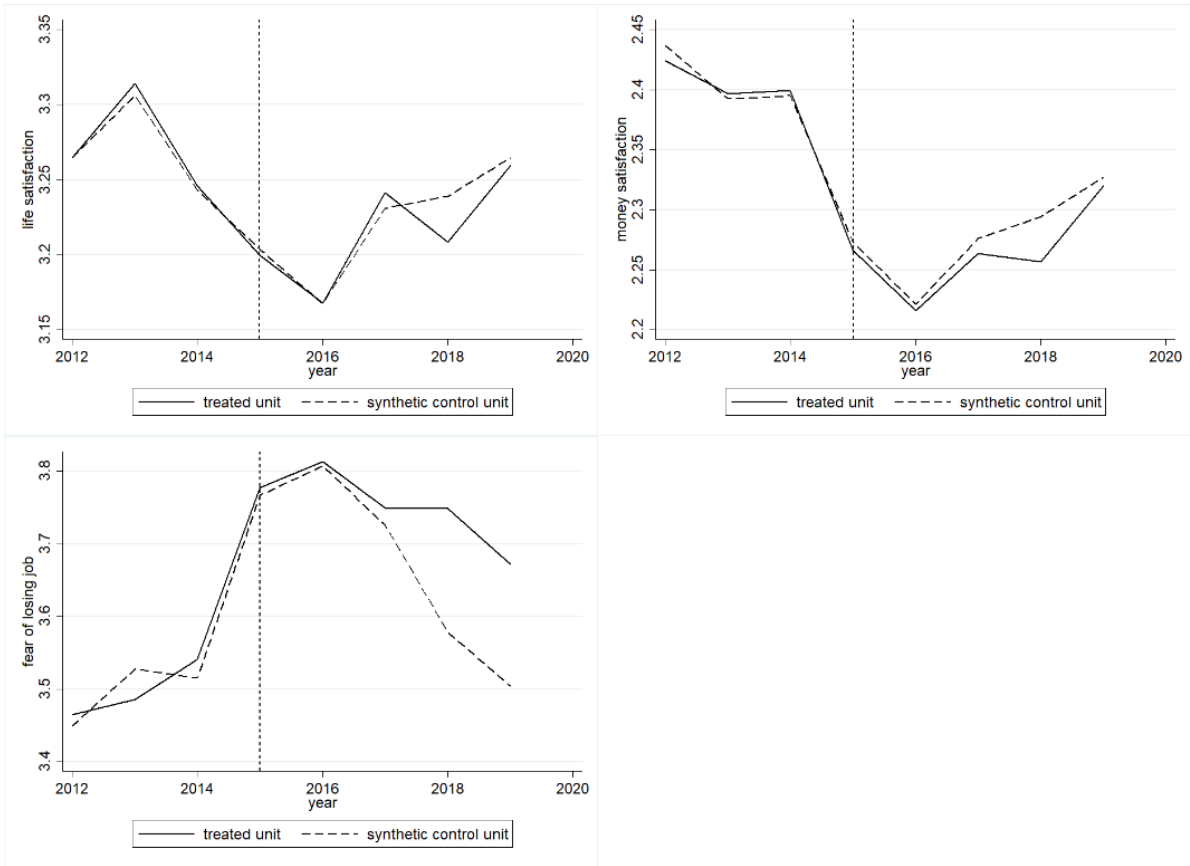 life satisfaction
3.35
3.3
3.25
3.2
3.15
2012 2014 2016 2018 2020
year
treated unit synthetic control unit
money satisfaction
2.45
2.4
2.35
2.3
2.25
2.2
2012 2014 2016 2018 2020
year
treated unit synthetic control unit
fear of losing job
3.8
3.7
3.6
3.5
3.4
2012 2014 2016 2018 2020
year
treated unit synthetic control unit